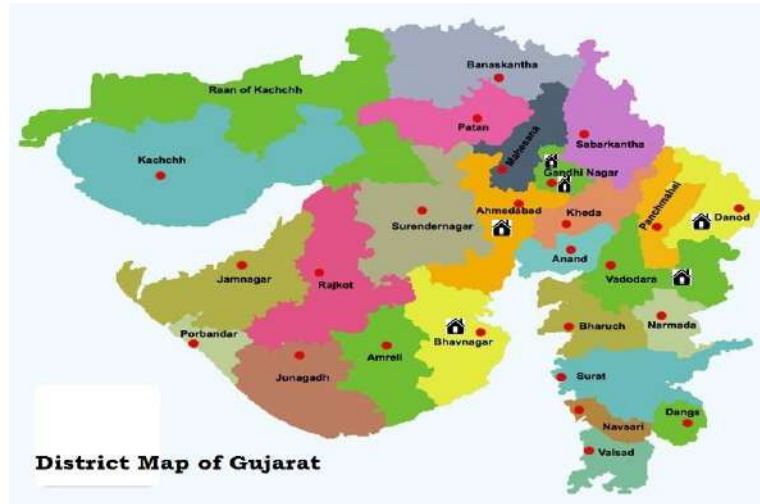 Banaskantha
Raan of Kachchh
Patan
Mahesana
Sabarkantha
Kachchh
Gandhi Nagar
Ahmedabad
Kheda
Panchmahal
Danod
Surendernagar
Anand
Vadodara
Jamnagar
Rajkot
Porbandar
Bharuch
Narmada
Bhavnagar
Amreli
Junagadh
Surat
Dangs
Navsari
Valsad
District Map of Gujarat